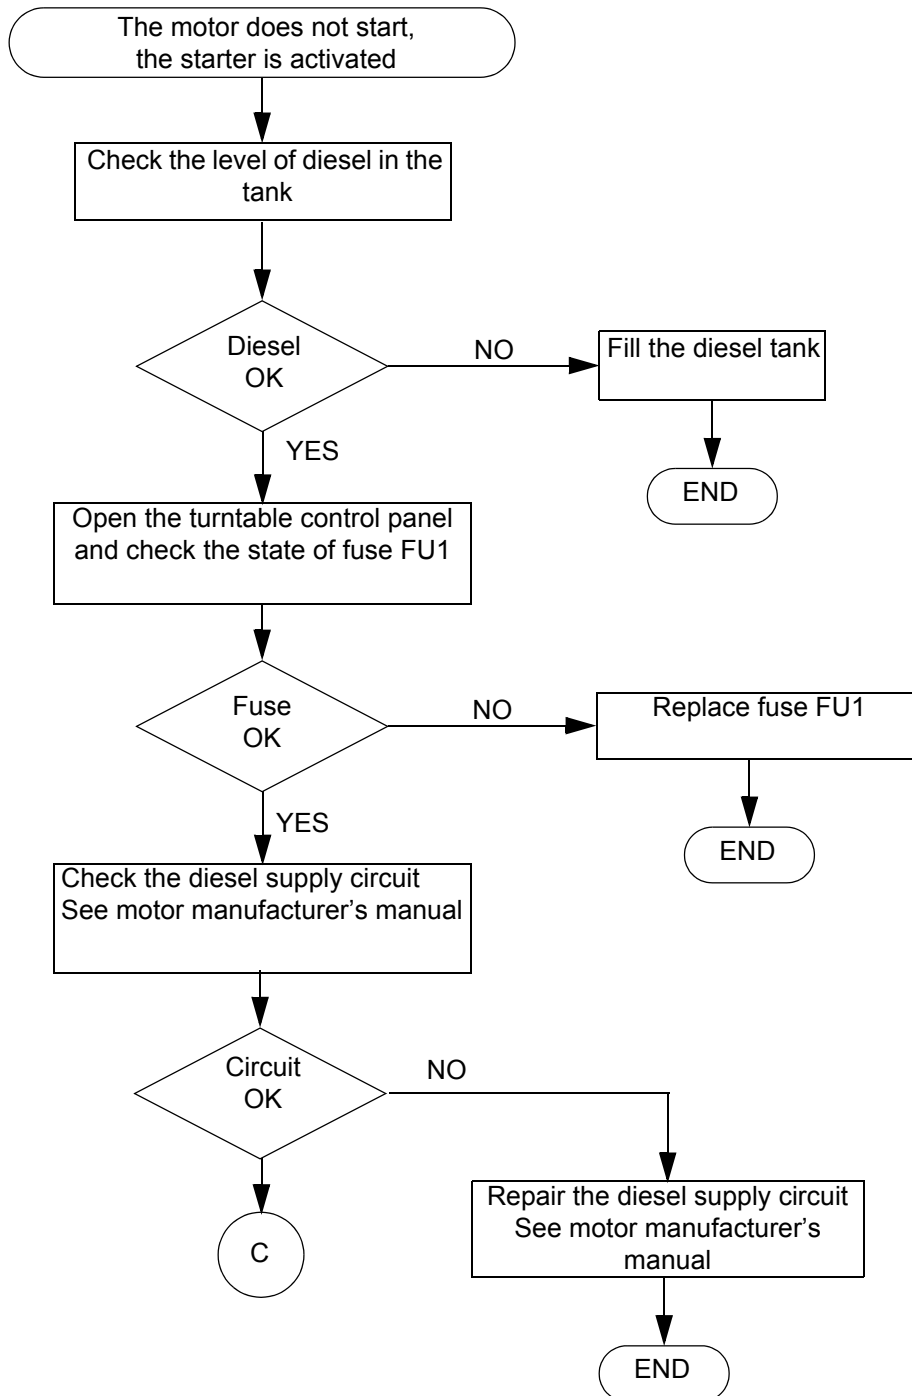 The motor does not start,
the starter is activated
Check the level of diesel in the
tank
Diesel
OK
NO
Fill the diesel tank
YES
END
Open the turntable control panel
and check the state of fuse FU1
Fuse
OK
NO
Replace fuse FU1
YES
END
Check the diesel supply circuit
See motor manufacturer’s manual
Circuit
OK
NO
Repair the diesel supply circuit
See motor manufacturer’s
manual
C
END